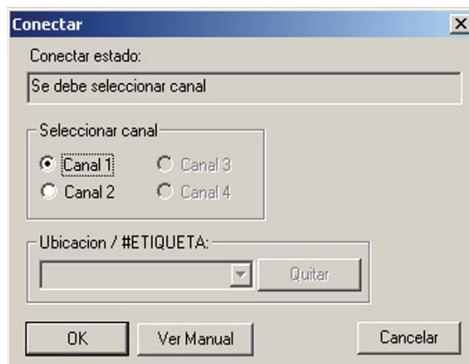 Conectar
Conectar estado:
Se debe seleccionar canal
Seleccionar canal
Canal 1 Canal 3
Canal 2 Canal 4
Ubicacion / #ETIQUETA:
Quitar
OK Ver Manual Cancelar